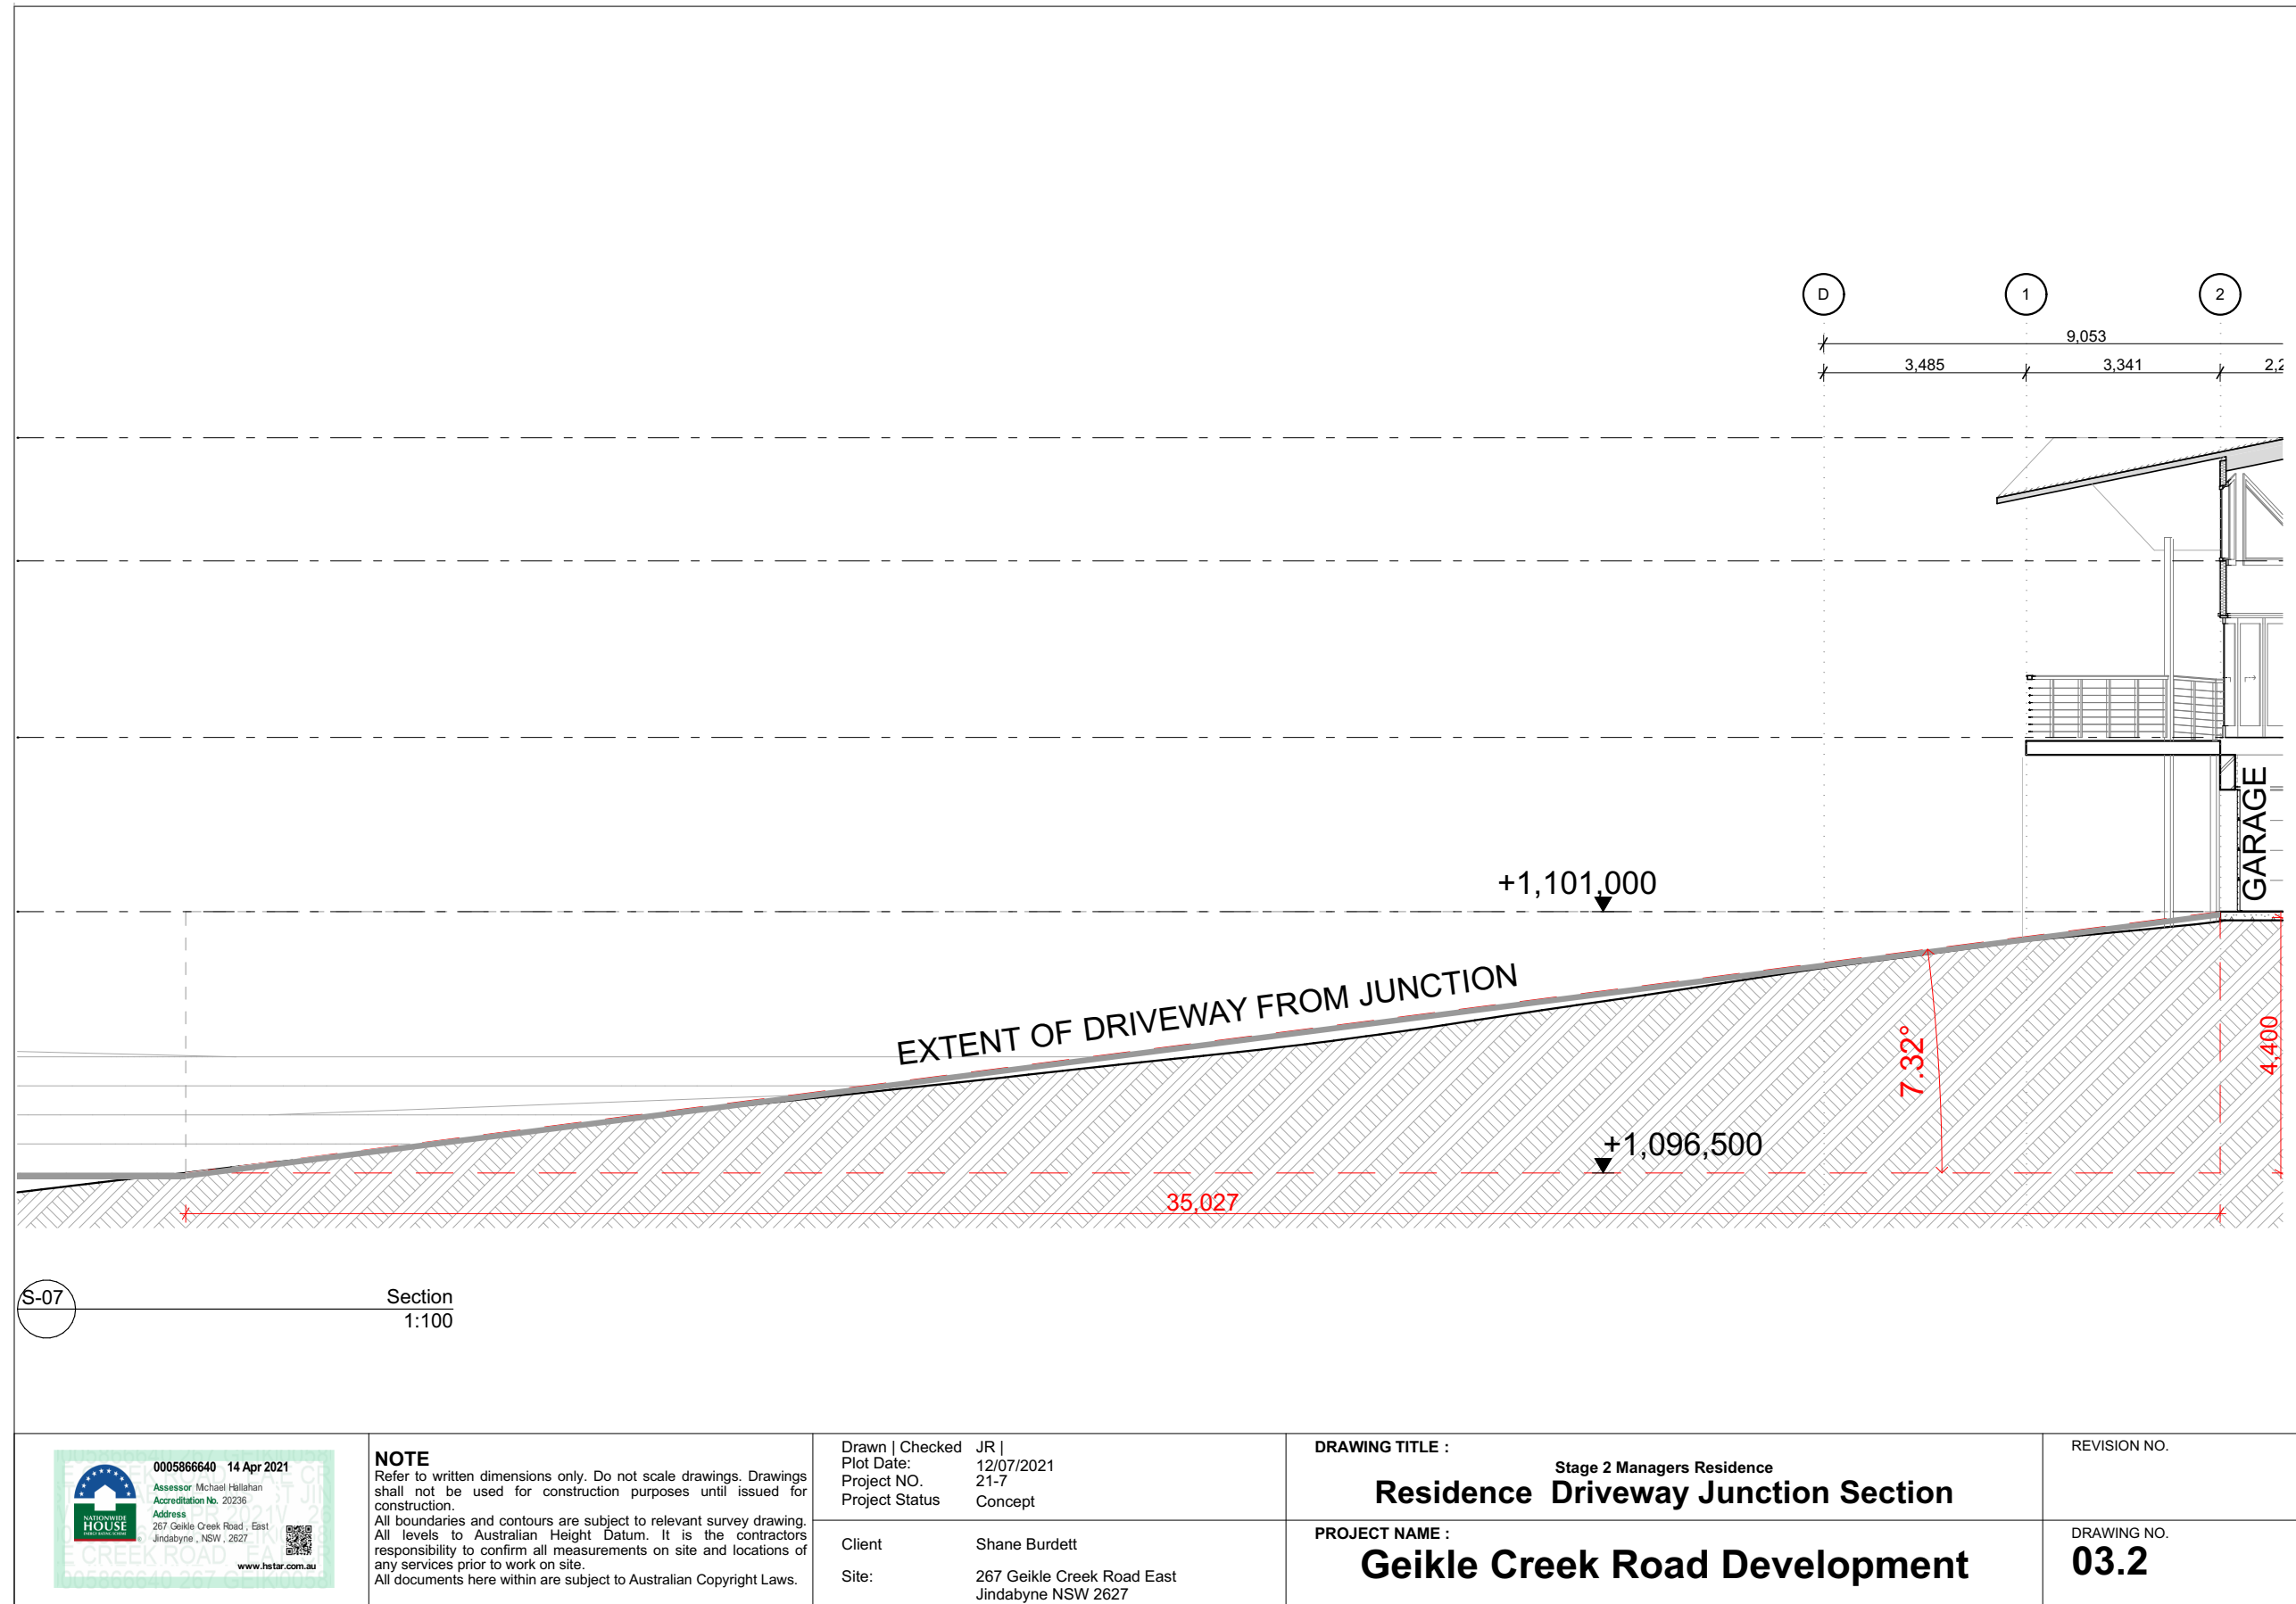 D
1
2
9,053
3,485
3,341
2,2
GARAGE
+1,101,000
EXTENT OF DRIVEWAY FROM JUNCTION
7.32°
4,400
+1,096,500
35,027
S-07
Section
1:100
0005866640 14 Apr 2021
Assessor Michael Hallahan
Accreditation No. 20236
Address
267 Geikle Creek Road , East
Jindabyne , NSW , 2627
NATIONWIDE
HOUSE
ENERGY RATING SCHEME
www.hstar.com.au
NOTE
Refer to written dimensions only. Do not scale drawings. Drawings
shall not be used for construction purposes until issued for
construction.
All boundaries and contours are subject to relevant survey drawing.
All levels to Australian Height Datum. It is the contractors
responsibility to confirm all measurements on site and locations of
any services prior to work on site.
All documents here within are subject to Australian Copyright Laws.
Drawn | Checked JR |
Plot Date: 12/07/2021
Project NO. 21-7
Project Status Concept
Client Shane Burdett
Site: 267 Geikle Creek Road East
Jindabyne NSW 2627
DRAWING TITLE :
Stage 2 Managers Residence
Residence Driveway Junction Section
PROJECT NAME :
Geikle Creek Road Development
REVISION NO.
DRAWING NO.
03.2